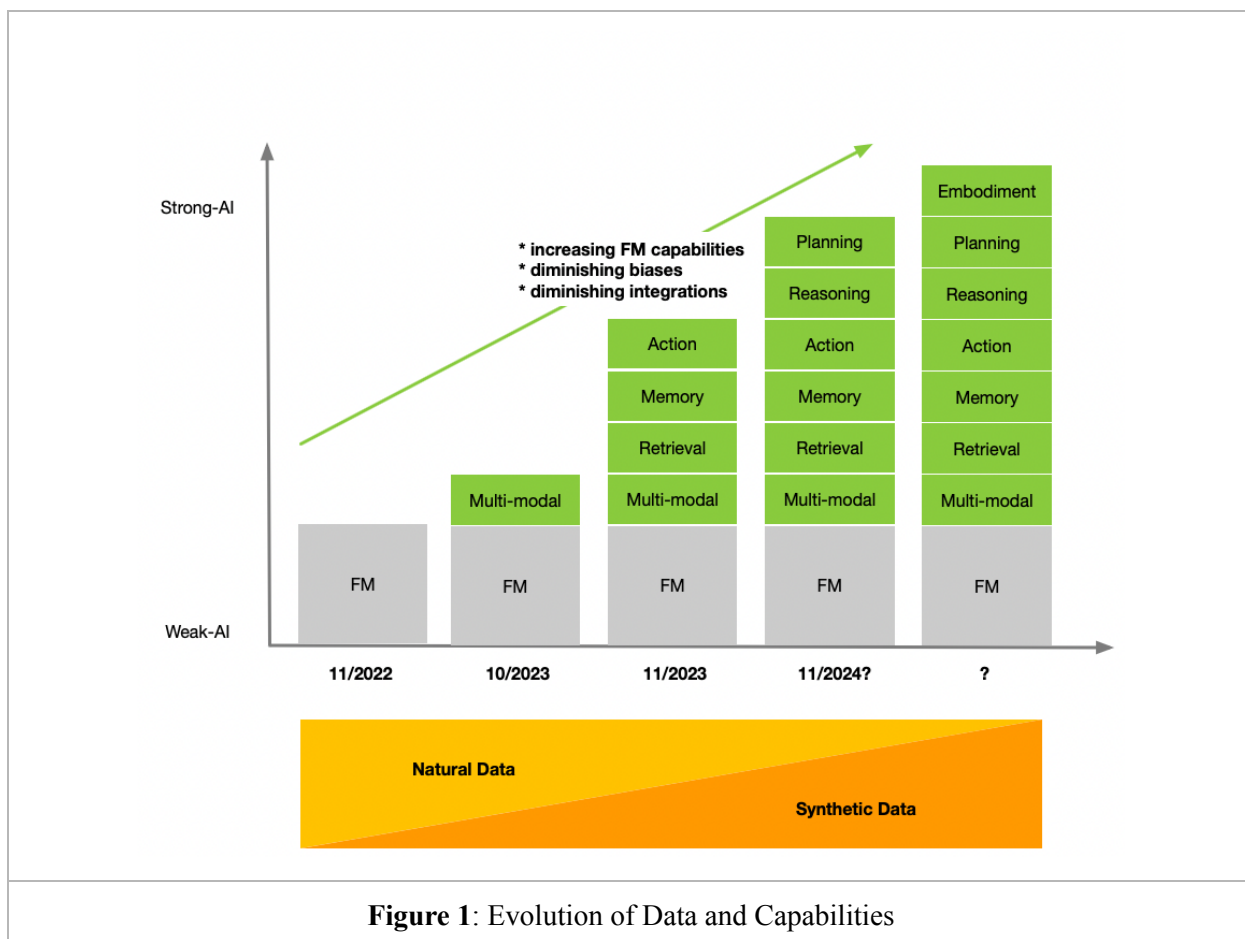 Strong-AI
Weak-AI
* increasing FM capabilities
* diminishing biases
* diminishing integrations
FM
Multi-modal
FM
Action
Memory
Retrieval
Multi-modal
FM
Planning
Reasoning
Action
Memory
Retrieval
Multi-modal
FM
Embodiment
Planning
Reasoning
Action
Memory
Retrieval
Multi-modal
FM
11/2022 10/2023 11/2023 11/2024? ?
Natural Data
Synthetic Data
Figure 1: Evolution of Data and Capabilities